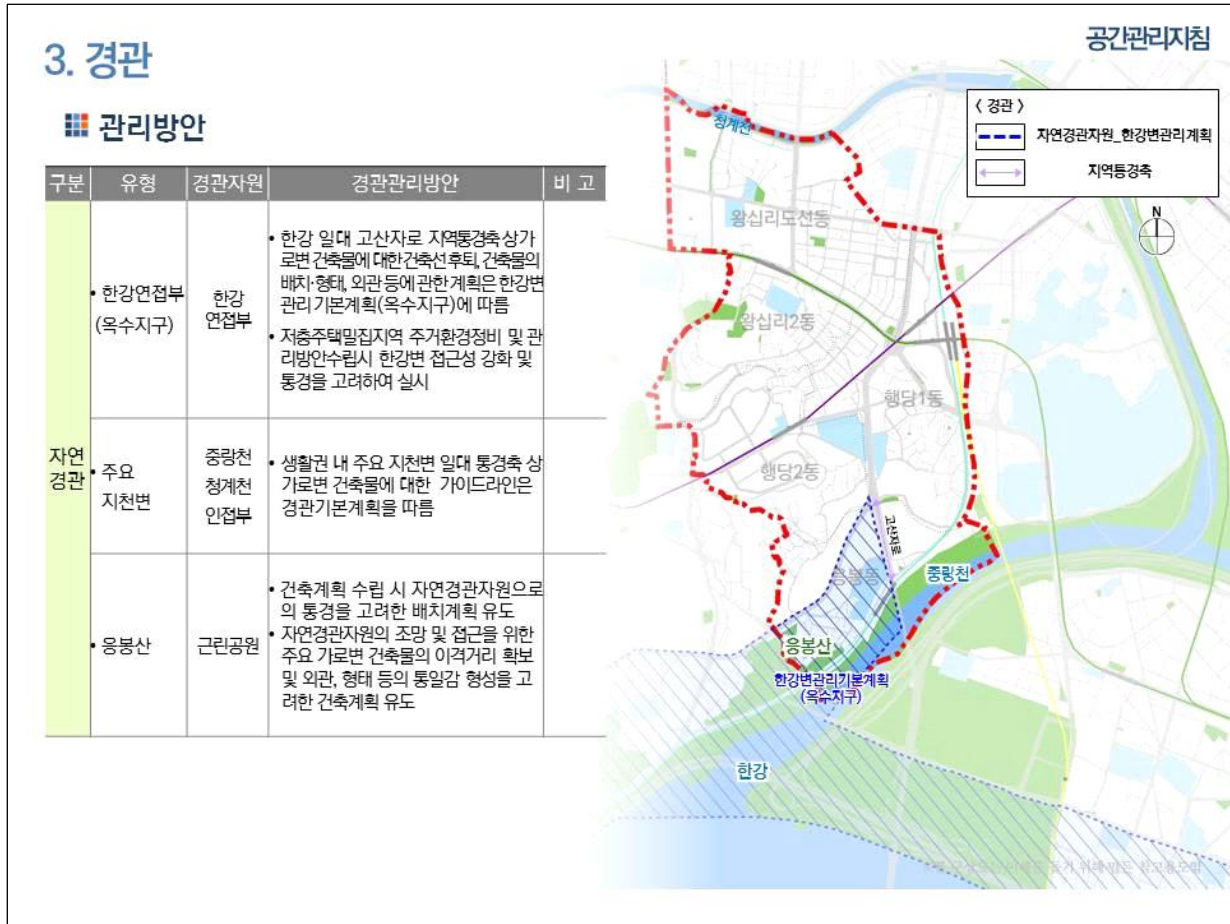 공간관리지침
3. 경관
관리방안
구분 유형 경관자원 경관관리방안 비 고
자연
경관
• 한강연접부
(옥수지구)
한강
연접부
• 한강 일대 고산자로 지역통경축 상 가
로변 건축물에 대한 건축선 후퇴, 건축물의
배치·형태, 외관 등에 관한 계획은 한강변
관리 기본계획(옥수지구)에 따름
• 저층주택밀집지역 주거환경정비 및 관
리방안수립시 한강변 접근성 강화 및
통경을 고려하여 실시
• 주요
지천변
중랑천
청계천
인접부
• 생활권 내 주요 지천변 일대 통경축 상
가로변 건축물에 대한 가이드라인은
경관기본계획을 따름
• 응봉산
근린공원
• 건축계획 수립 시 자연경관자원으로
의 통경을 고려한 배치계획 유도
• 자연경관자원의 조망 및 접근을 위한
주요 가로변 건축물의 이격거리 확보
및 외관, 형태 등의 통일감 형성을 고
려한 건축계획 유도
< 경관 >
자연경관자원_한강변관리계획
지역통경축
N
청계천
왕십리도선동
왕십리2동
행당1동
행당2동
고산자로
응봉동
중랑천
응봉산
한강변관리기본계획
(옥수지구)
한강